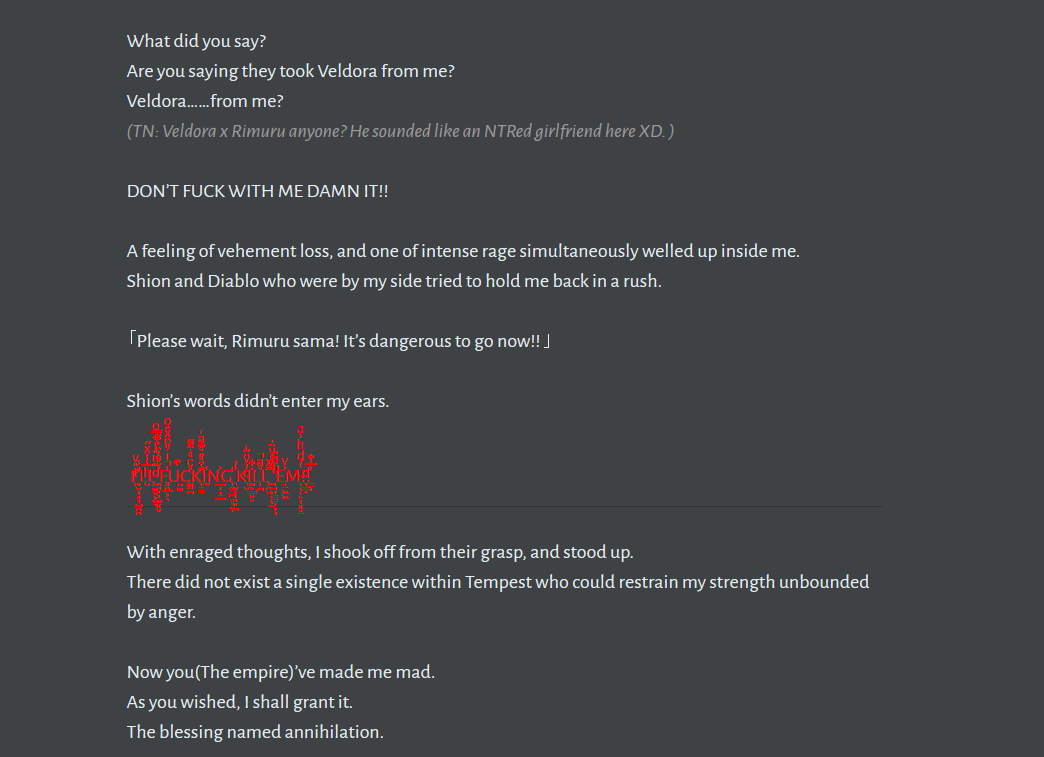 What did you say?
Are you saying they took Veldora from me?
Veldora……from me?
(TN: Veldora x Rimuru anyone? He sounded like an NTRed girlfriend here XD. )
DON’T FUCK WITH ME DAMN IT!!
A feeling of vehement loss, and one of intense rage simultaneously welled up inside me.
Shion and Diablo who were by my side tried to hold me back in a rush.
「Please wait, Rimuru sama! It’s dangerous to go now!! 」
Shion’s words didn’t enter my ears.
FUCKING KILL 'EM!!
With enraged thoughts, I shook off from their grasp, and stood up.
There did not exist a single existence within Tempest who could restrain my strength unbounded
by anger.
Now you(The empire)’ve made me mad.
As you wished, I shall grant it.
The blessing named annihilation.